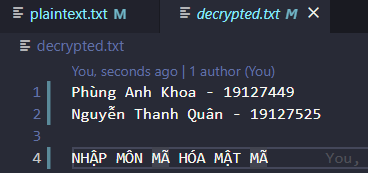 plaintext.txt M
decrypted.txt M
decrypted.txt
You, seconds ago | 1 author (You)
1 Phùng Anh Khoa - 19127449
2 Nguyễn Thanh Quân - 19127525
3
4 NHẬP MÔN MÃ HÓA MẬT MÃ You,